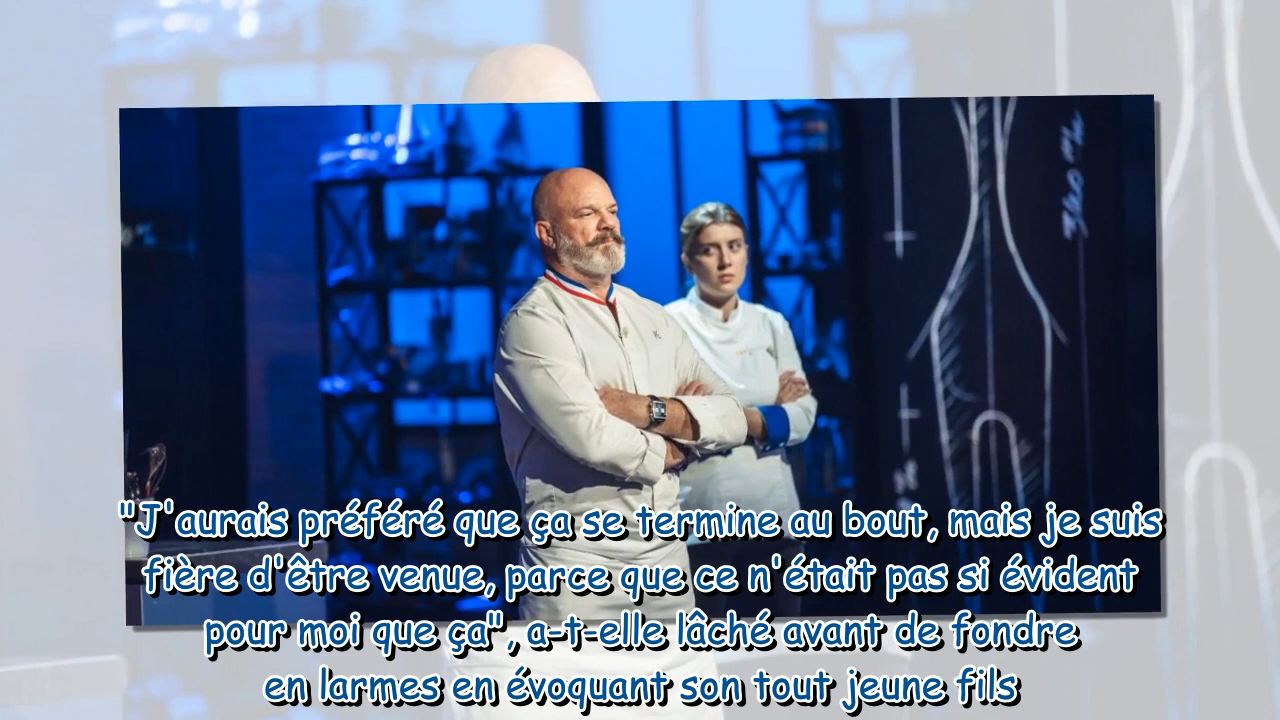 "J'aurais préféré que ça se termine au bout, mais je suis
fière d'être venue, parce que ce n'était pas si évident
pour moi que ça", a-t-elle lâché avant de fondre
en larmes en évoquant son tout jeune fils